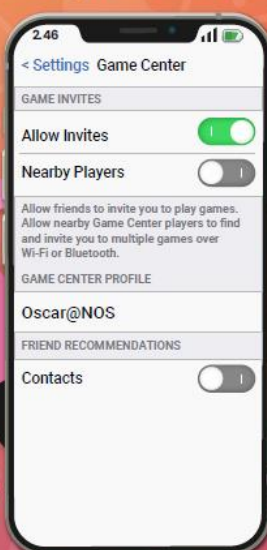 2.46
< Settings Game Center
GAME INVITES
Allow Invites
Nearby Players
Allow friends to invite you to play games.
Allow nearby Game Center players to find
and invite you to multiple games over
Wi-Fi or Bluetooth.
GAME CENTER PROFILE
Oscar@NOS
FRIEND RECOMMENDATIONS
Contacts